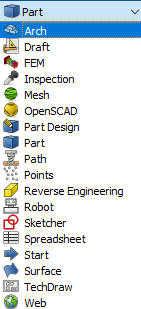 Part
Arch
Draft
FEM
Inspection
Mesh
OpenSCAD
Part Design
Part
Path
Points
Reverse Engineering
Robot
Sketcher
Spreadsheet
Start
Surface
TechDraw
Web